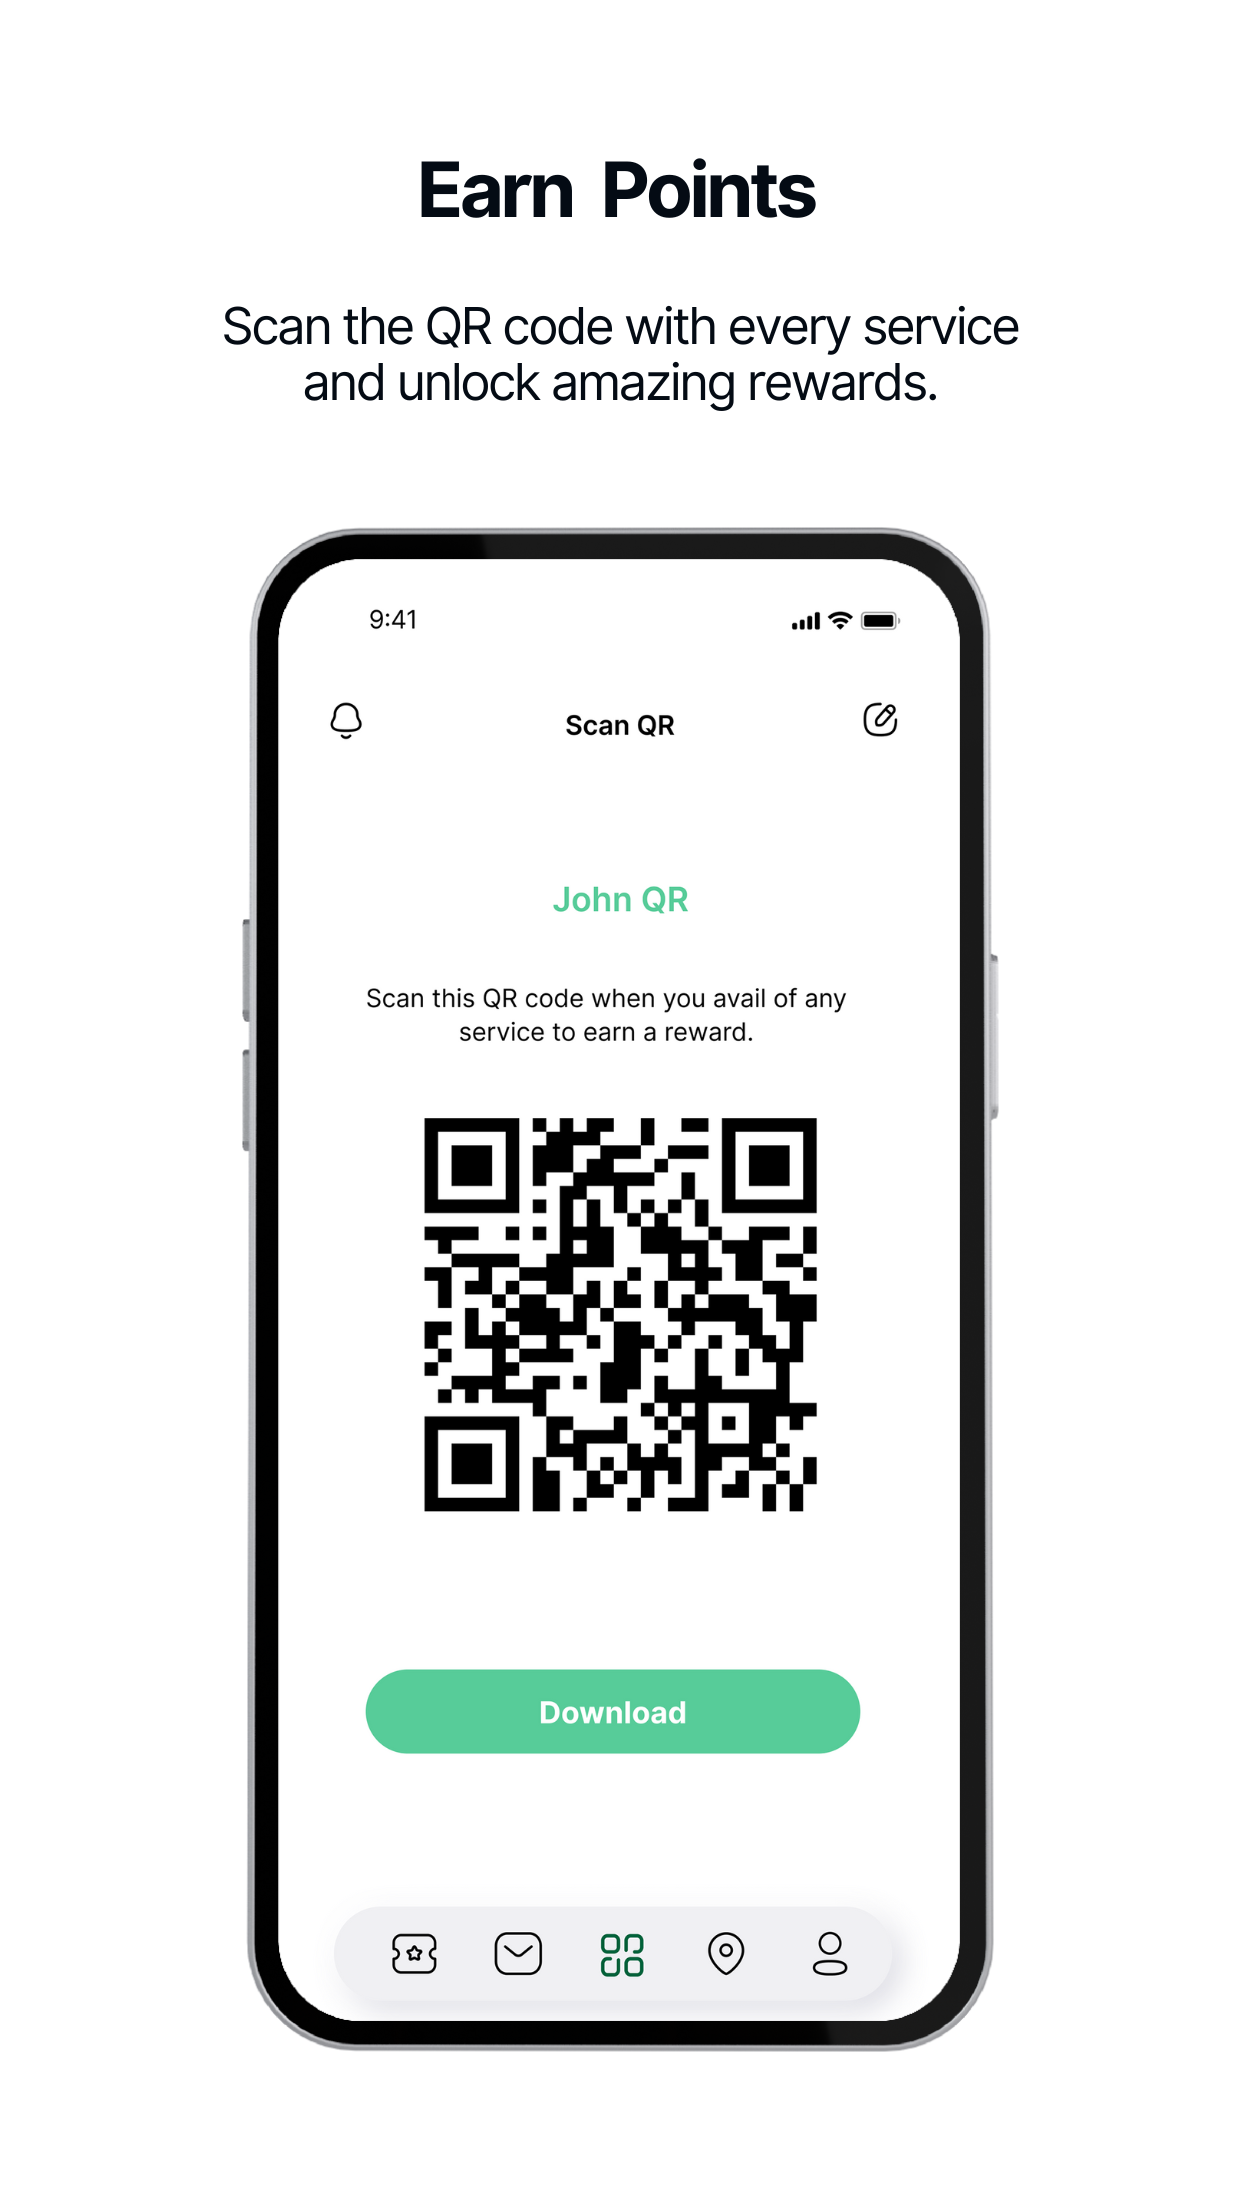 Earn Points
Scan the QR code with every service
and unlock amazing rewards.
9:41
Scan QR
John QR
Scan this QR code when you avail of any
service to earn a reward.
Download